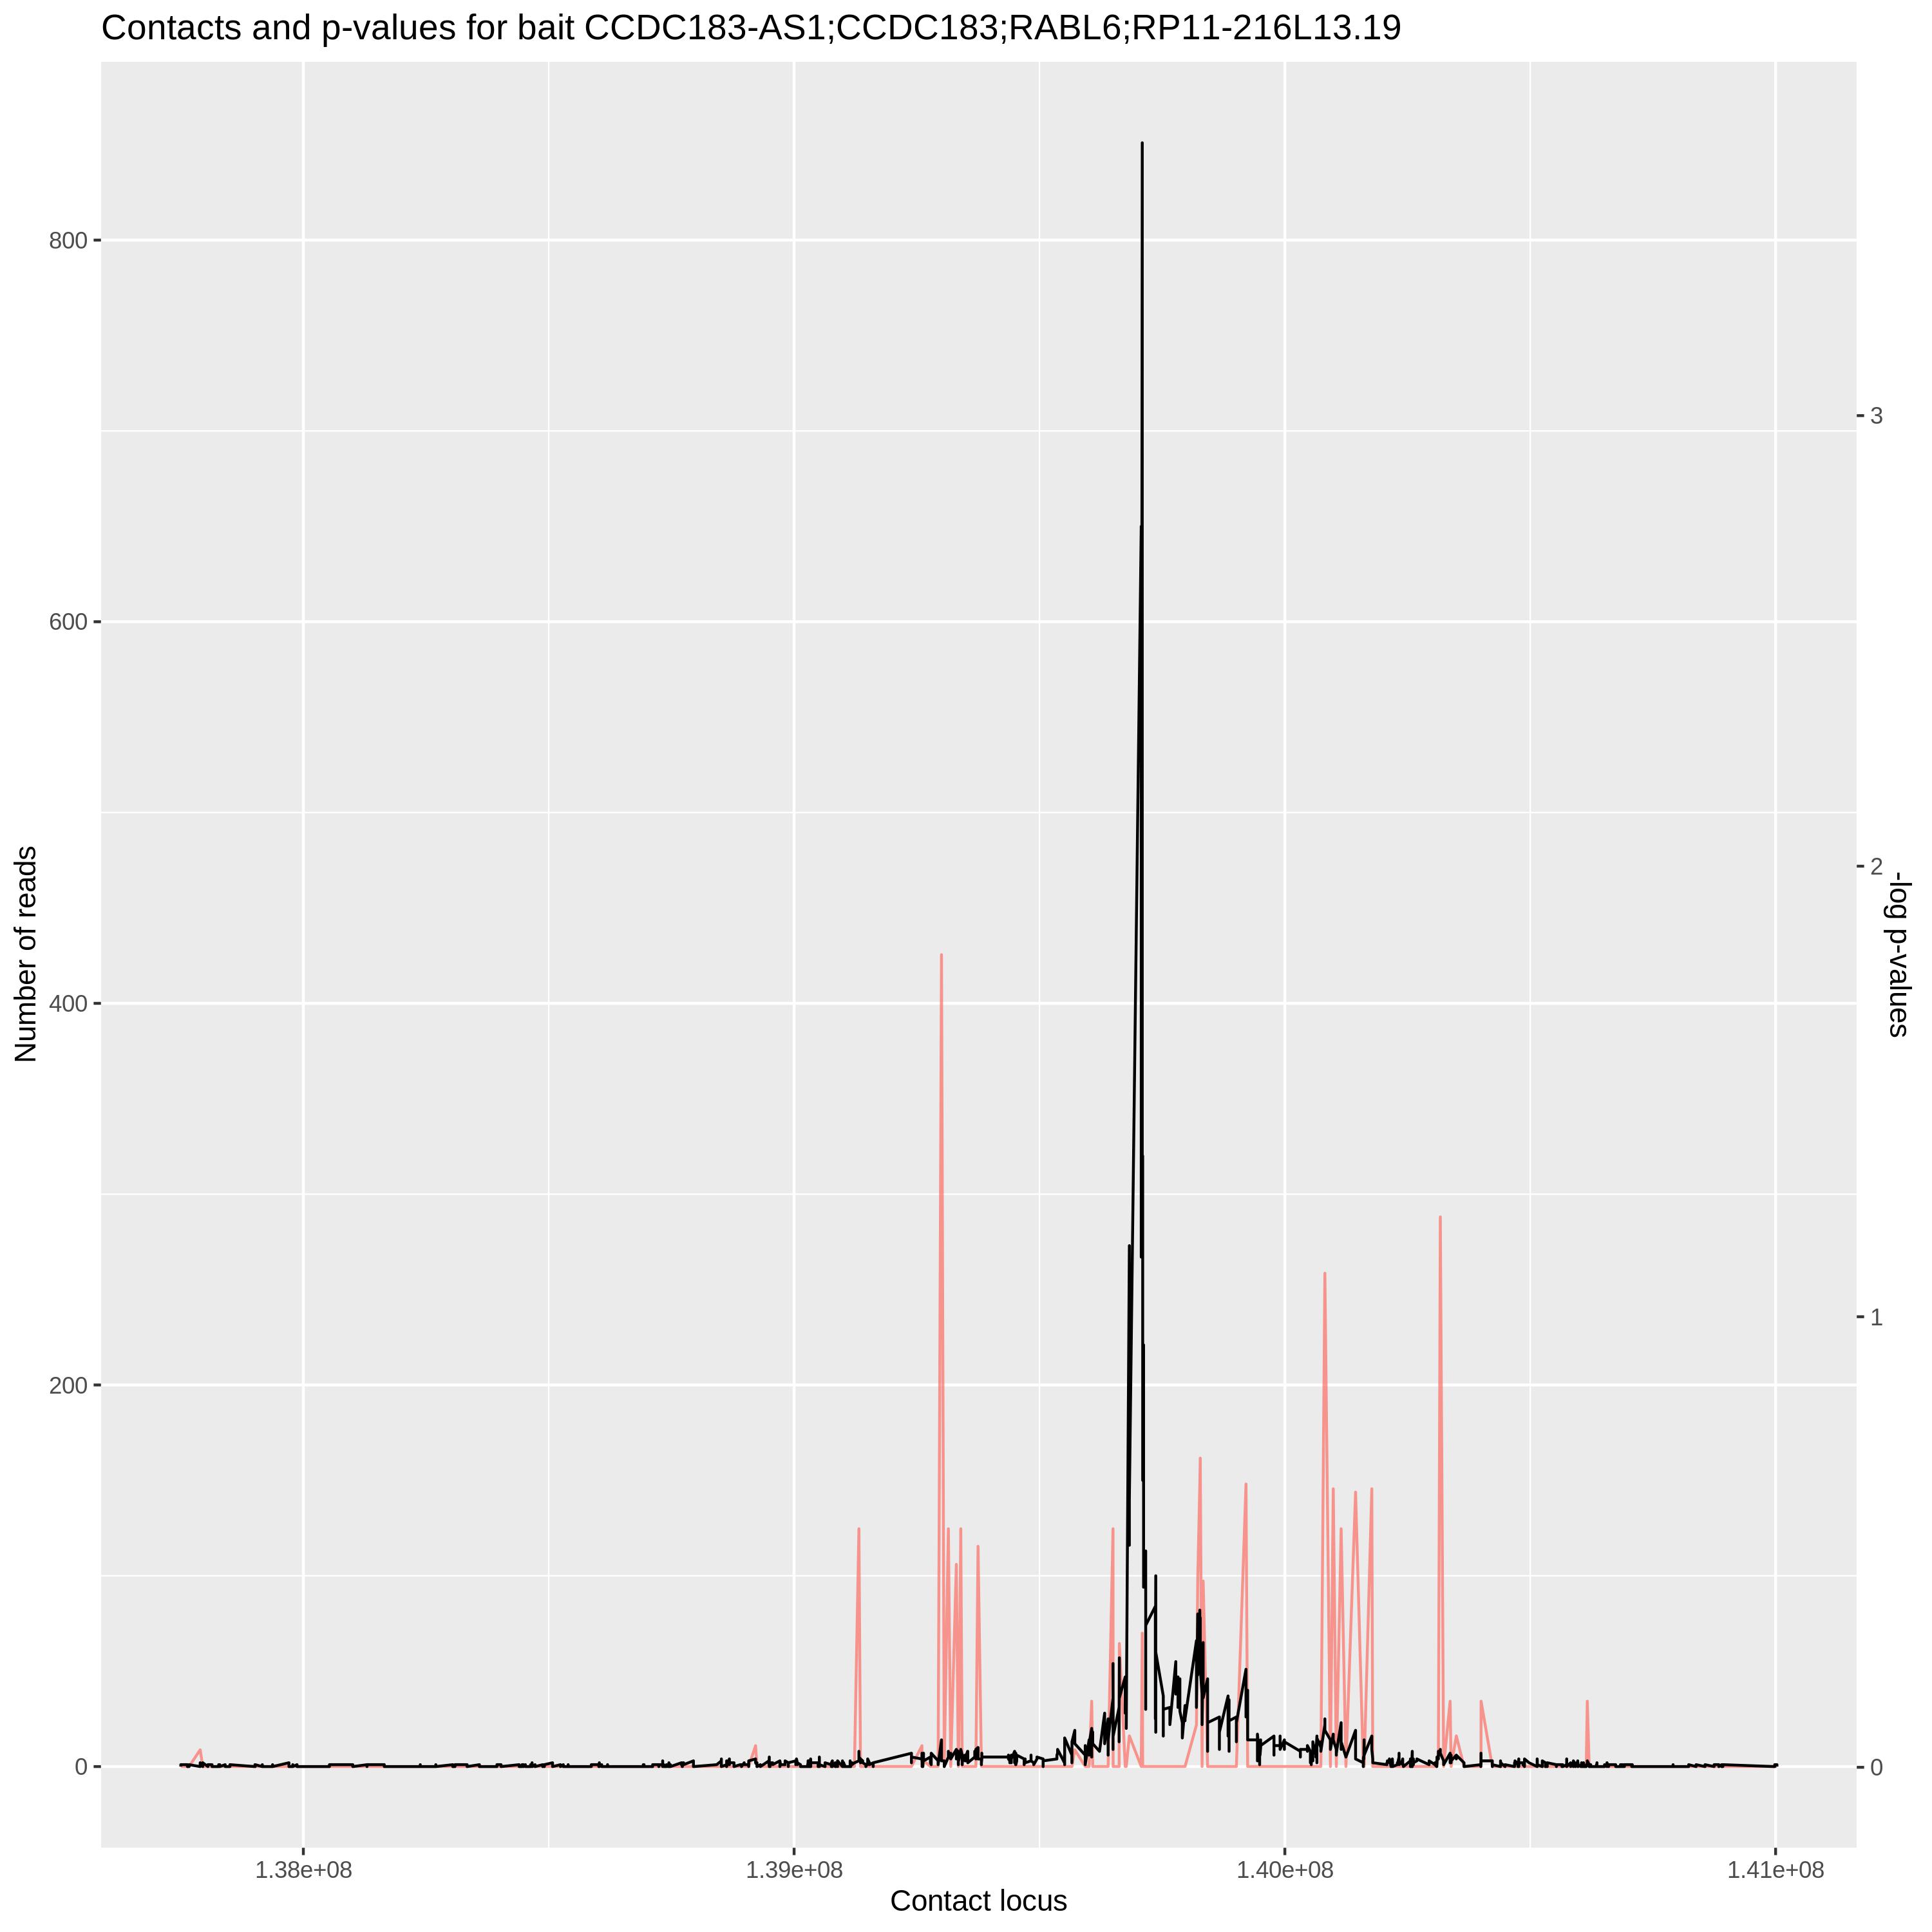 Contacts and p-values for bait CCDC183-AS1;CCDC183;RABL6;RP11-216L13.19
800
600
400
200
0
Number of reads
3
2
1
0
-log p-values
1.38e+08
1.39e+08
1.40e+08
1.41e+08
Contact locus